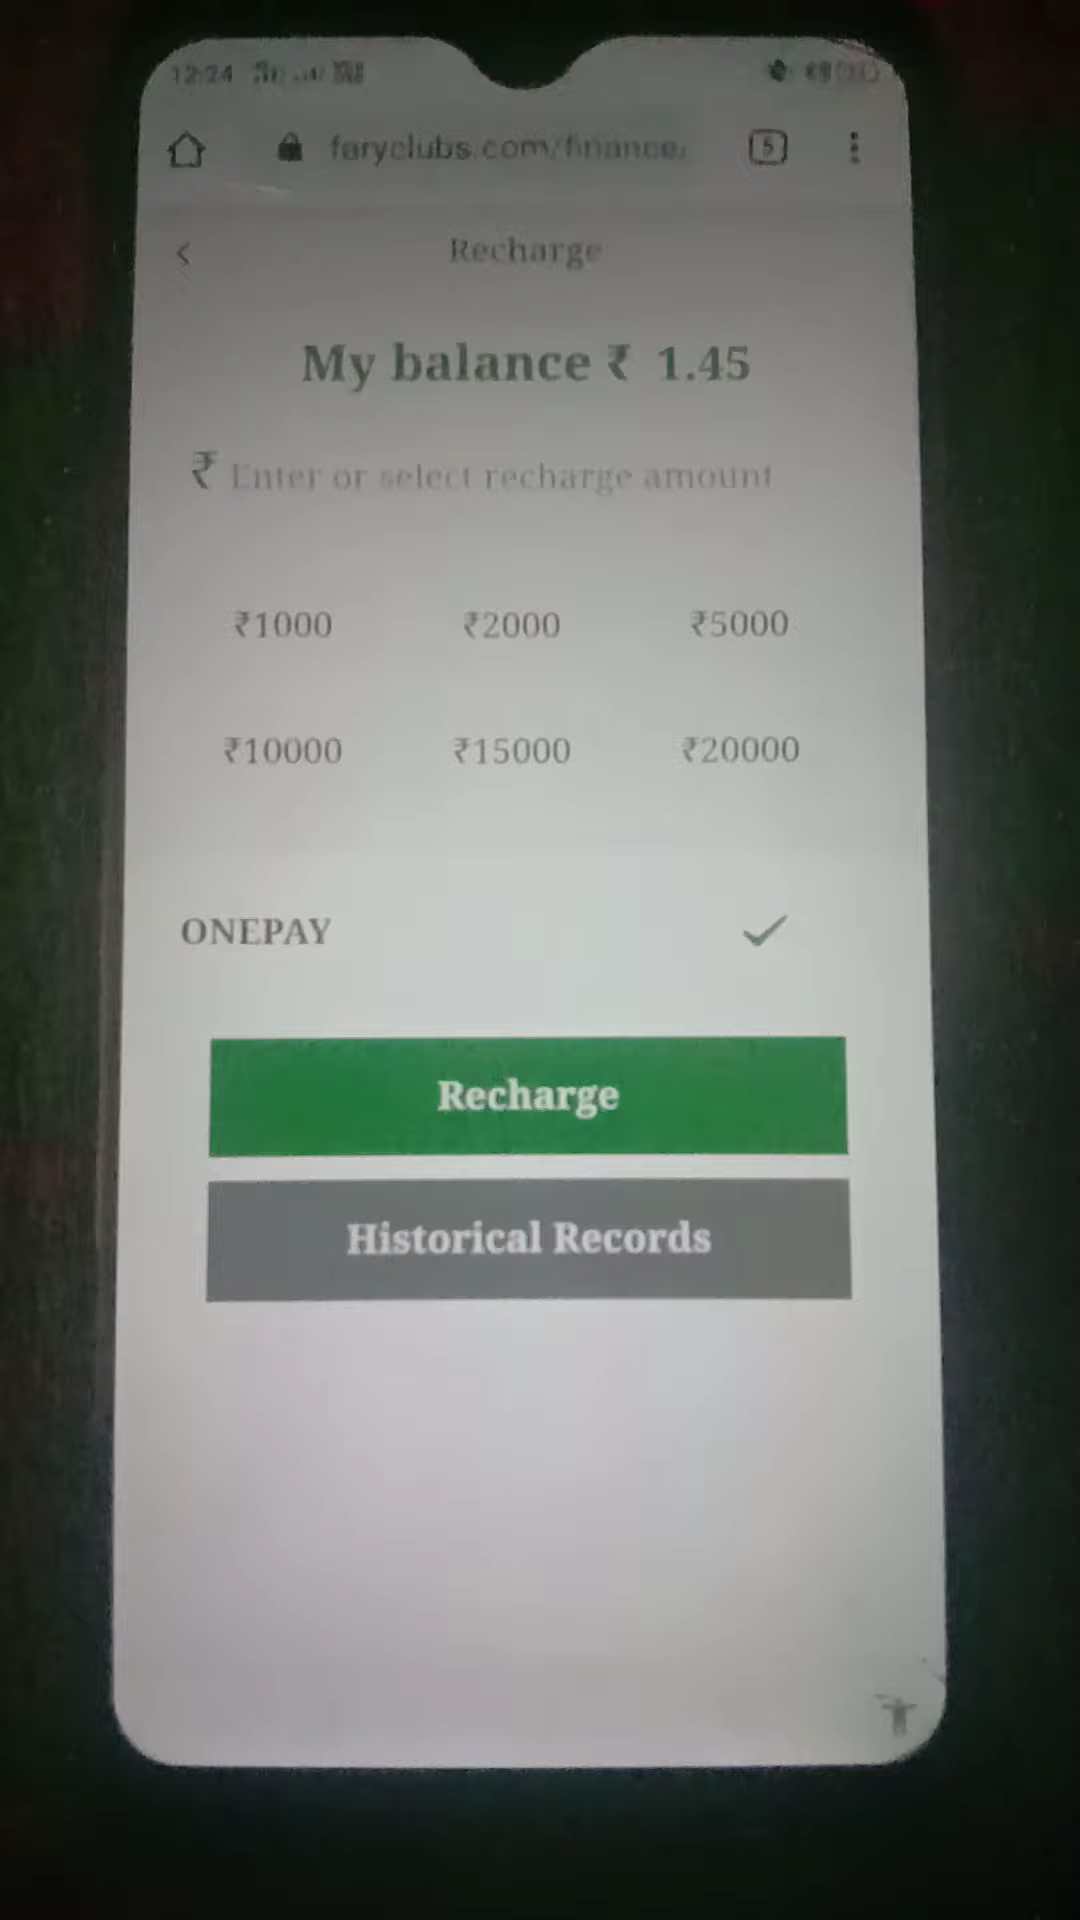 12:24
feryclubs.com/finance/
5
Recharge
My balance ₹ 1.45
₹ Enter or select recharge amount
₹1000 ₹2000 ₹5000
₹10000 ₹15000 ₹20000
ONEPAY
Recharge
Historical Records